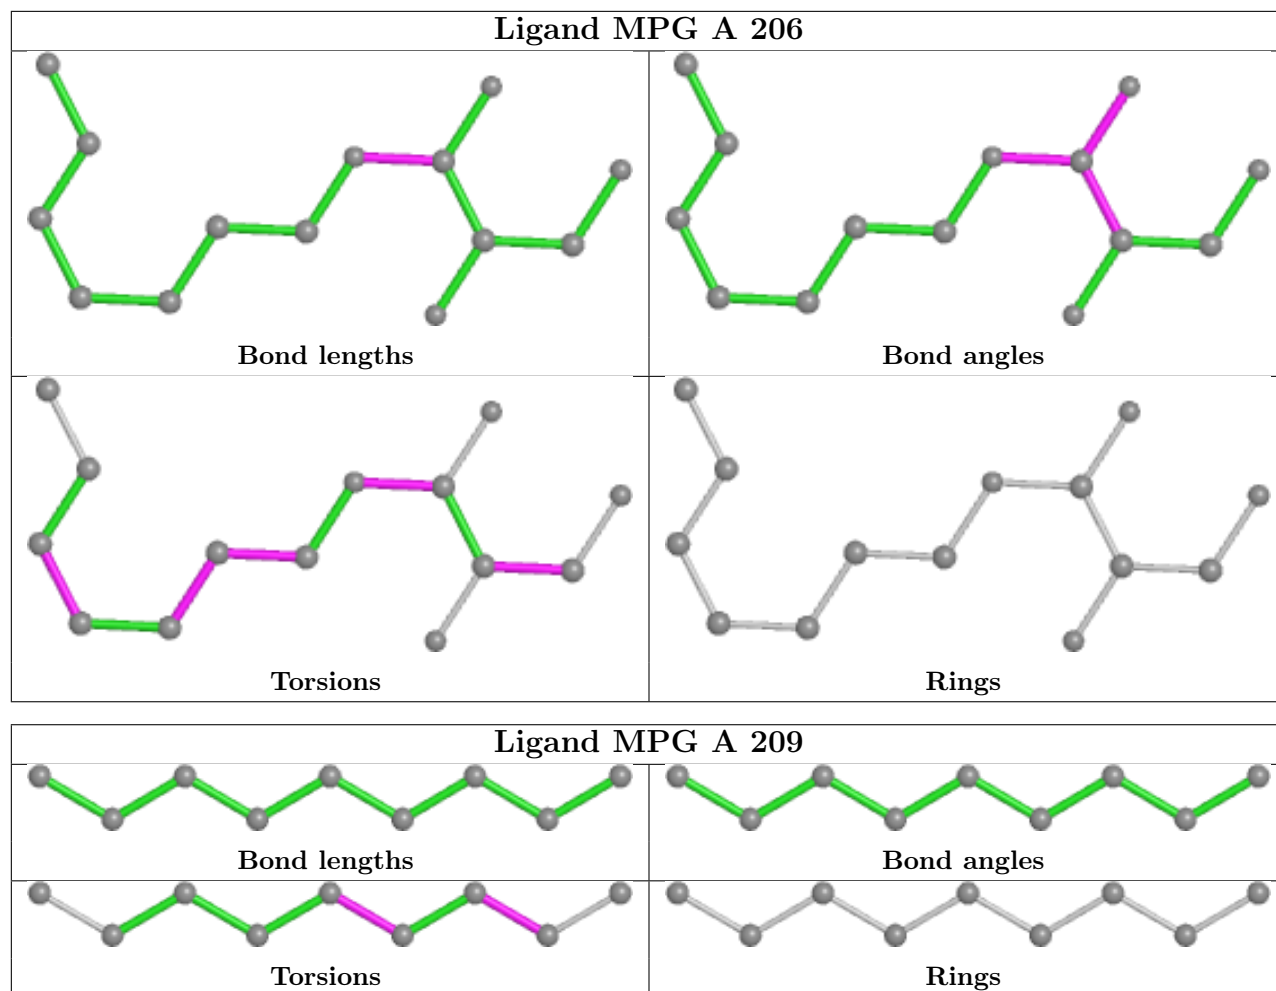 Ligand MPG A 206
Bond lengths
Bond angles
Torsions
Rings
Ligand MPG A 209
Bond lengths
Bond angles
Torsions
Rings